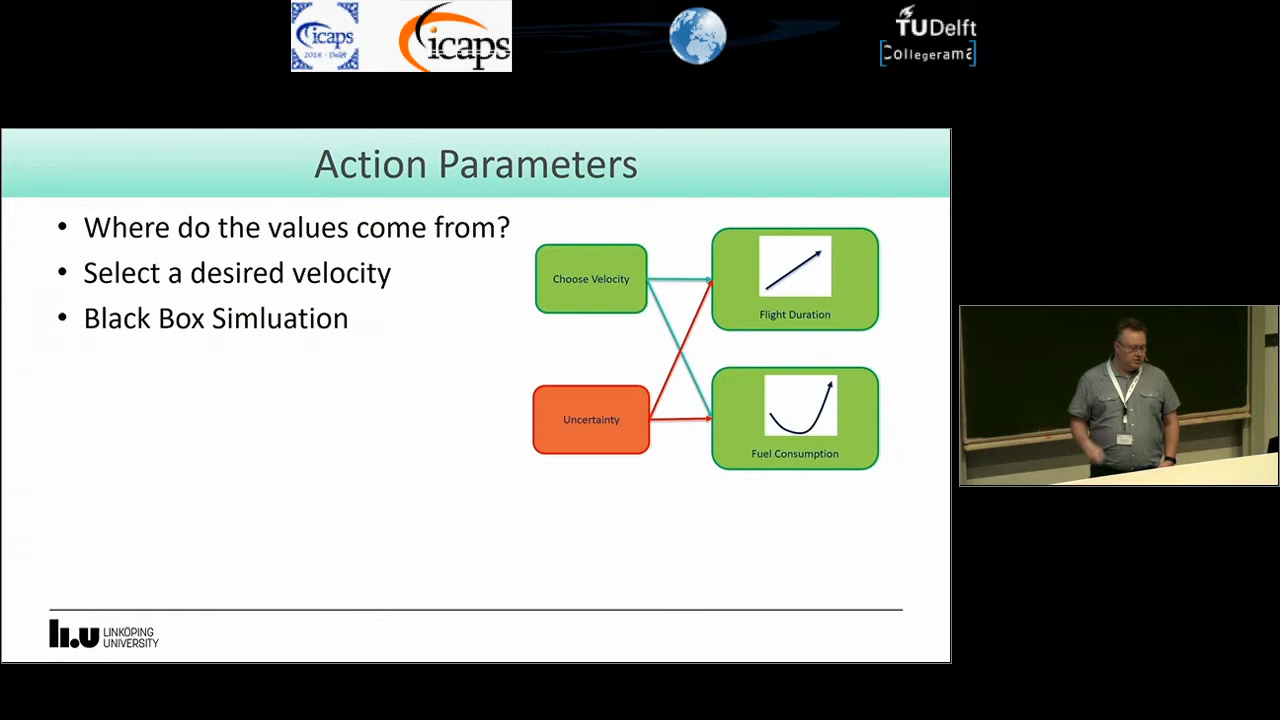 icaps
2018 - Delft
icaps
TUDelft
Collegerama
Action Parameters
• Where do the values come from?
• Select a desired velocity
• Black Box Simluation
Choose Velocity
Flight Duration
Uncertainty
Fuel Consumption
LINKÖPING
UNIVERSITY